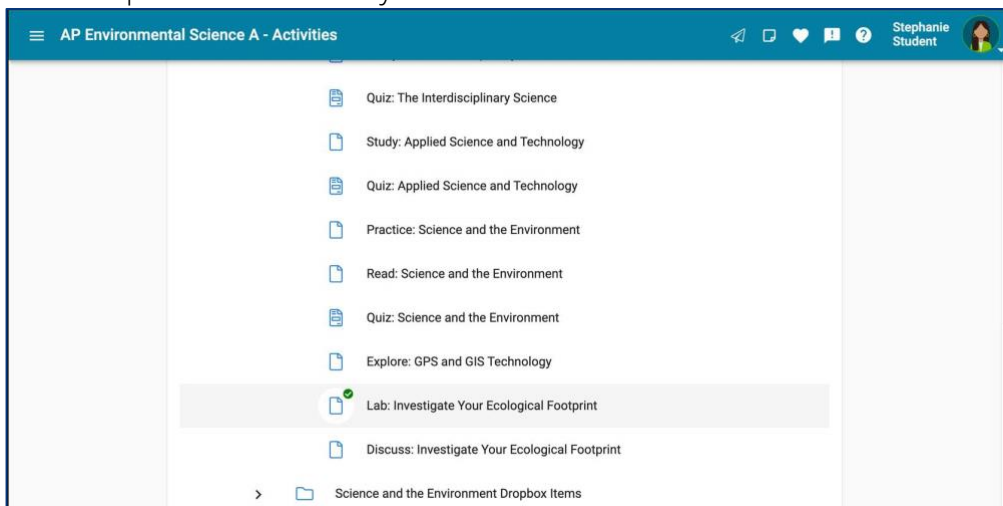 AP Environmental Science A - Activities
Stephanie
Student
Quiz: The Interdisciplinary Science
Study: Applied Science and Technology
Quiz: Applied Science and Technology
Practice: Science and the Environment
Read: Science and the Environment
Quiz: Science and the Environment
Explore: GPS and GIS Technology
Lab: Investigate Your Ecological Footprint
Discuss: Investigate Your Ecological Footprint
Science and the Environment Dropbox Items